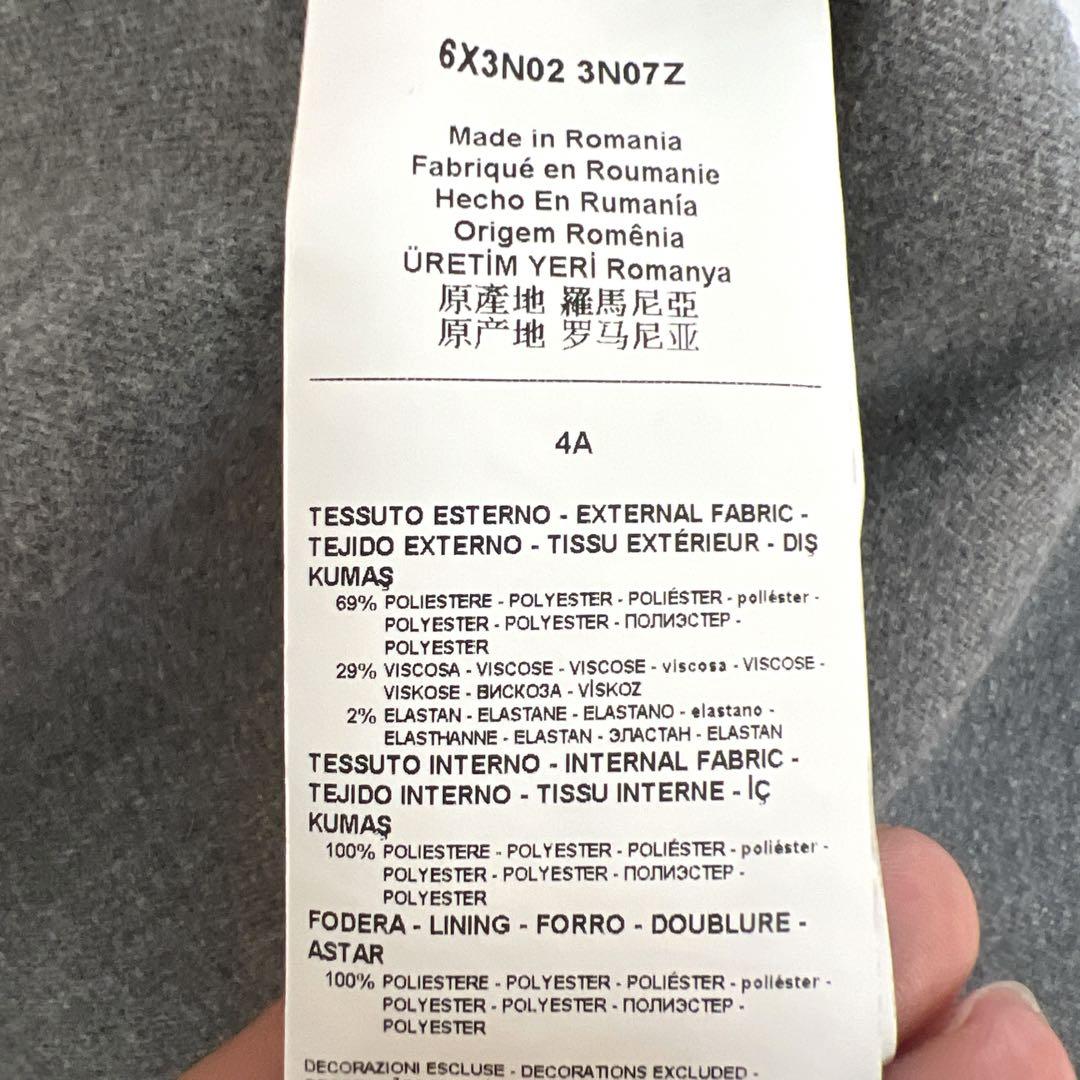 6X3N02 3N07Z
Made in Romania
Fabriqué en Roumanie
Hecho En Rumanía
Origem Romênia
ÜRETİM YERİ Romanya
原產地 羅馬尼亞
原产地 罗马尼亚
4A
TESSUTO ESTERNO - EXTERNAL FABRIC -
TEJIDO EXTERNO - TISSU EXTÉRIEUR - DIŞ
KUMAŞ
69% POLIESTERE - POLYESTER - POLIÉSTER - poliéster -
POLYESTER - POLYESTER - ПОЛИЭСТЕР -
POLYESTER
29% VISCOSA - VISCOSE - VISCOSE - viscosa - VISCOSE -
VISKOSE - ВИСКОЗА - VİSKOZ
2% ELASTAN - ELASTANE - ELASTANO - elastano -
ELASTHANNE - ELASTAN - ЭЛАСТАН - ELASTAN
TESSUTO INTERNO - INTERNAL FABRIC -
TEJIDO INTERNO - TISSU INTERNE - İÇ
KUMAŞ
100% POLIESTERE - POLYESTER - POLIÉSTER - poliéster -
POLYESTER - POLYESTER - ПОЛИЭСТЕР -
POLYESTER
FODERA - LINING - FORRO - DOUBLURE -
ASTAR
100% POLIESTERE - POLYESTER - POLIÉSTER - poliéster -
POLYESTER - POLYESTER - ПОЛИЭСТЕР -
POLYESTER
DECORAZIONI ESCLUSE - DECORATIONS EXCLUDED -